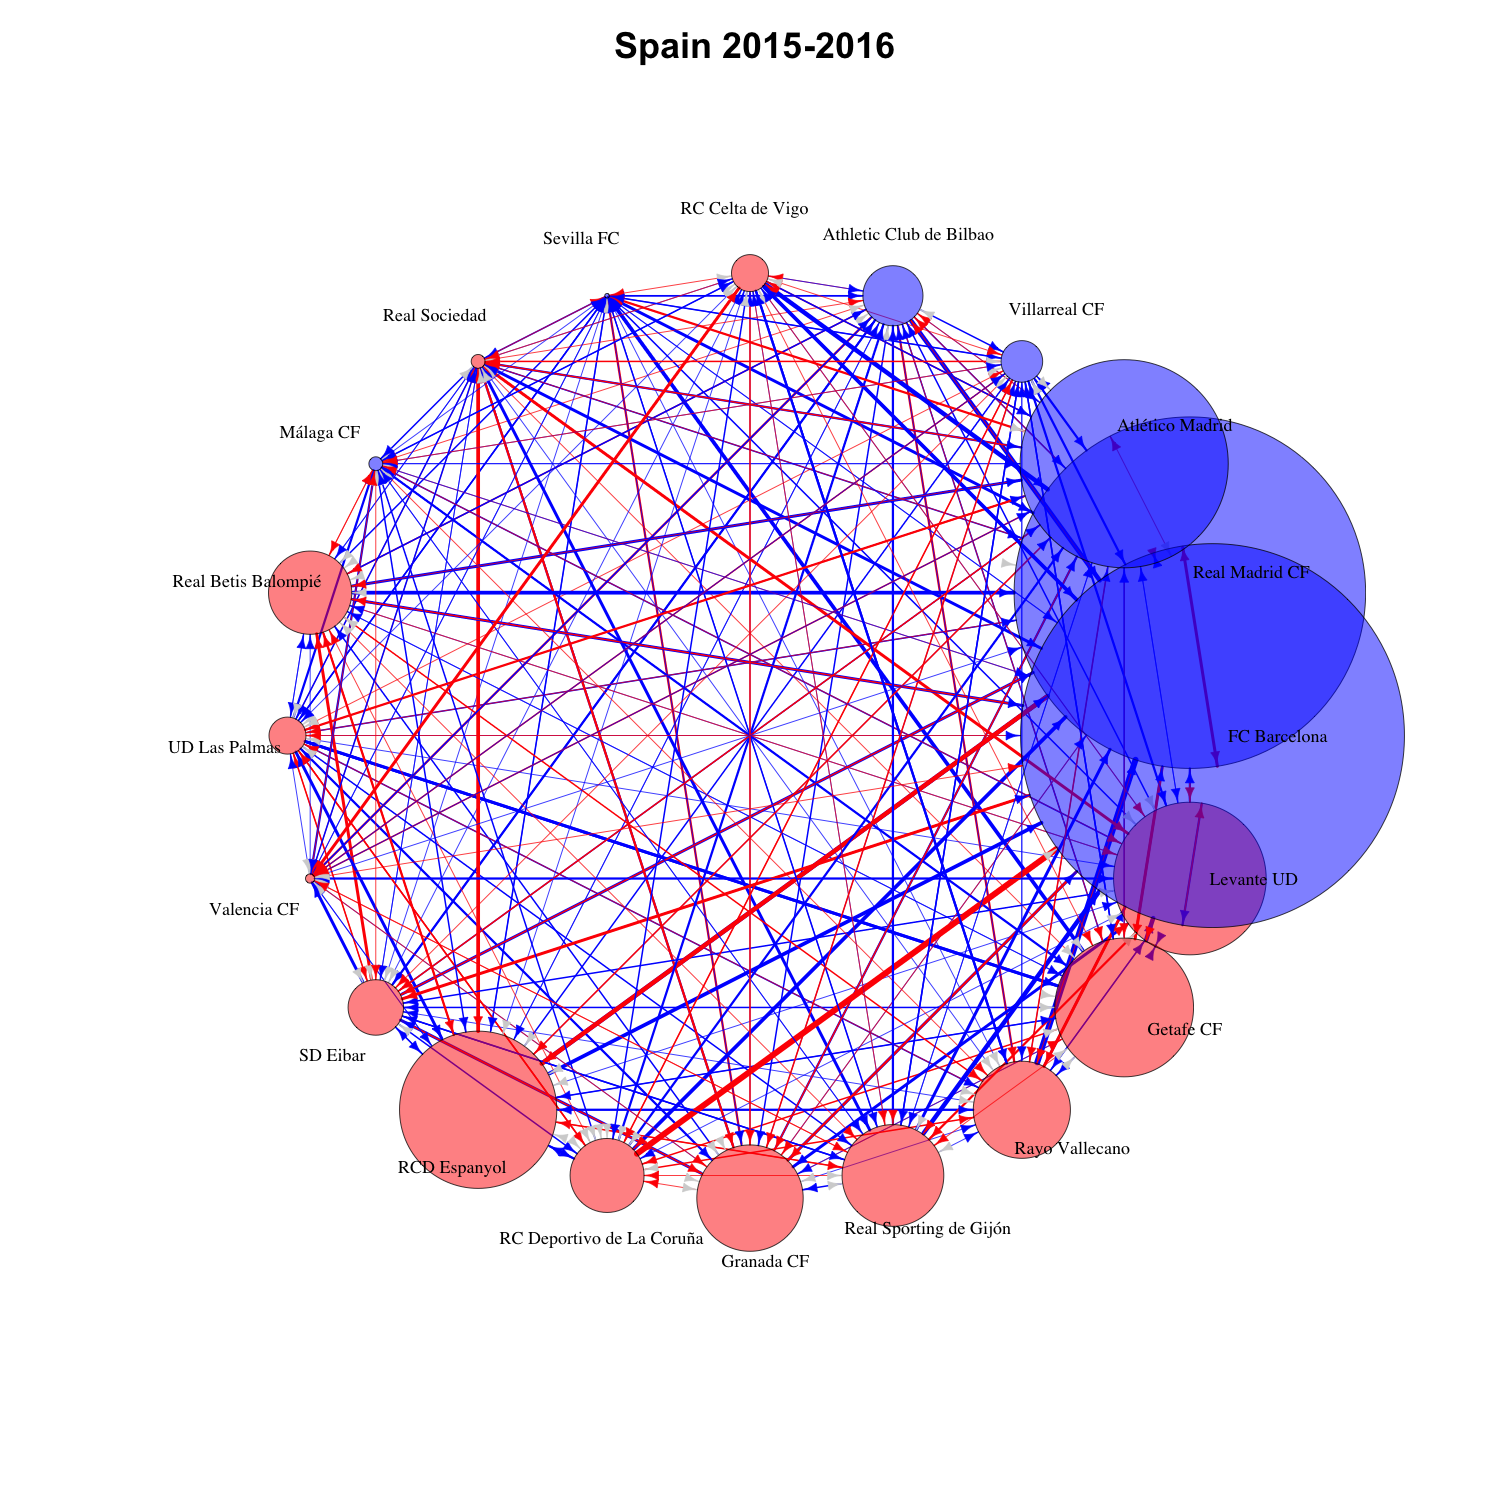 Spain 2015-2016
RC Celta de Vigo
Athletic Club de Bilbao
Sevilla FC
Villarreal CF
Real Sociedad
Atlético Madrid
Málaga CF
Real Madrid CF
Real Betis Balompié
FC Barcelona
UD Las Palmas
Levante UD
Valencia CF
Getafe CF
SD Eibar
Rayo Vallecano
RCD Espanyol
Real Sporting de Gijón
RC Deportivo de La Coruña
Granada CF